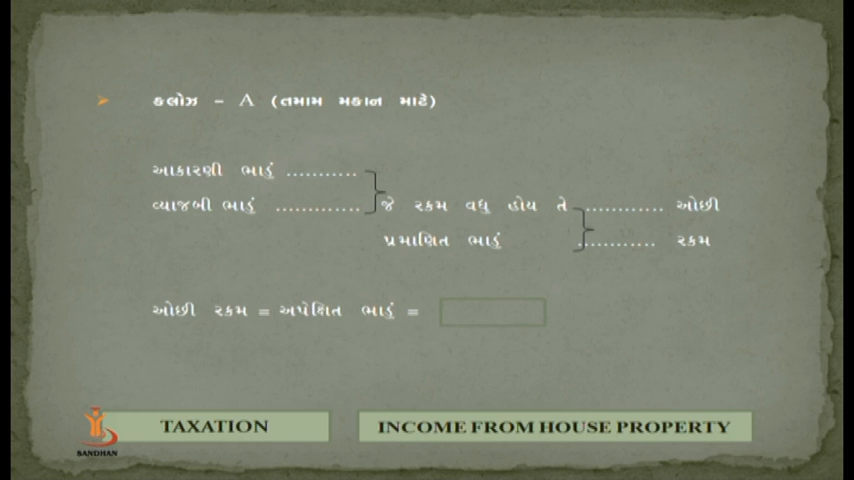 ક્લોઝ – A (તમામ મકાન માટે)
આકારણી ભાડું ...........
વ્યાજબી ભાડું ............. જે રકમ વધુ હોય તે ............ ઓછી
પ્રમાણિત ભાડું ............ રકમ
ઓછી રકમ = અપેક્ષિત ભાડું =
TAXATION
INCOME FROM HOUSE PROPERTY
SANDHAN